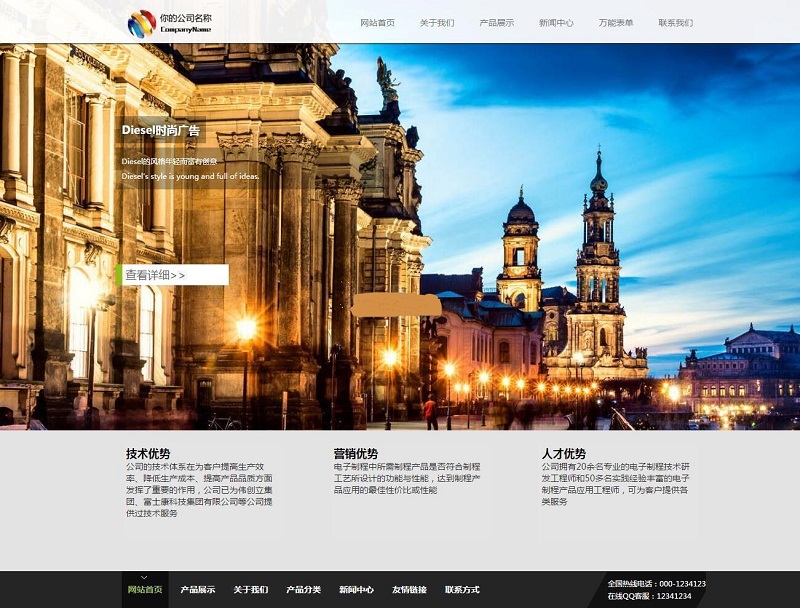 你的公司名称
CompanyName
网站首页 关于我们 产品展示 新闻中心 万能表单 联系我们
Diesel时尚广告
Diesel的风格年轻而富有创意
Diesel's style is young and full of ideas.
查看详细>>
技术优势
公司的技术体系在为客户提高生产效
率、降低生产成本、提高产品品质方面
发挥了重要的作用，公司已为伟创立集
团、富士康科技集团有限公司等公司提
供过技术服务
营销优势
电子制程中所需制程产品是否符合制程
工艺所设计的功能与性能，达到制程产
品应用的最佳性价比或性能
人才优势
公司拥有20余名专业的电子制程技术研
发工程师和50多名实践经验丰富的电子
制程产品应用工程师，可为客户提供各
类服务
网站首页 产品展示 关于我们 产品分类 新闻中心 友情链接 联系方式
全国热线电话：000-1234123
在线QQ客服：12341234